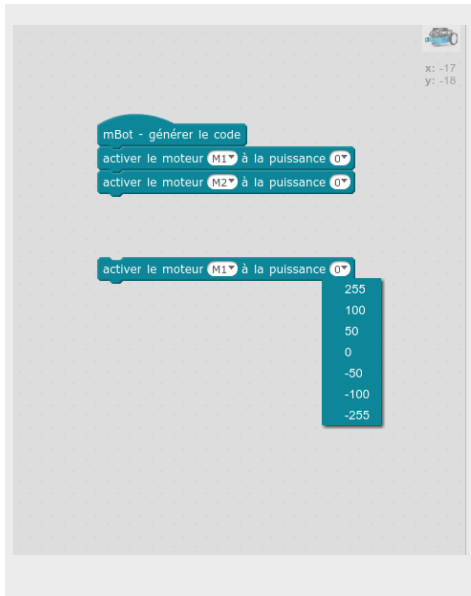 x: -17
y: -18
mBot - générer le code
activer le moteur M1 à la puissance 0
activer le moteur M2 à la puissance 0
activer le moteur M1 à la puissance 0
255
100
50
0
-50
-100
-255